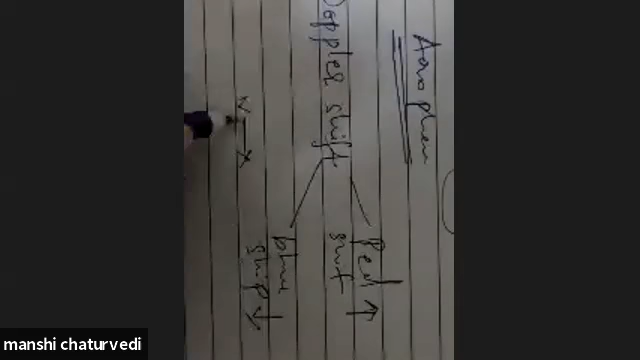 Doppler shift
Red ↑
shift
blue
shift ↓
manshi chaturvedi